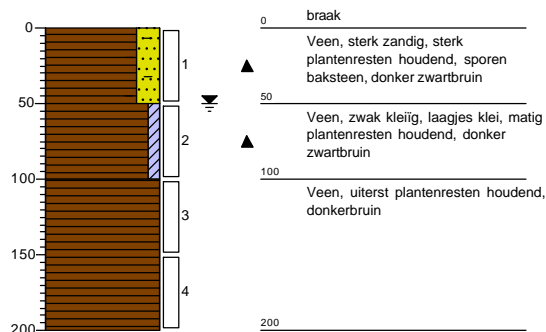 0
50
100
150
200
1
2
3
4
0
braak
Veen, sterk zandig, sterk
plantenresten houdend, sporen
baksteen, donker zwartbruin
50
Veen, zwak kleiïg, laagjes klei, matig
plantenresten houdend, donker
zwartbruin
100
Veen, uiterst plantenresten houdend,
donkerbruin
200